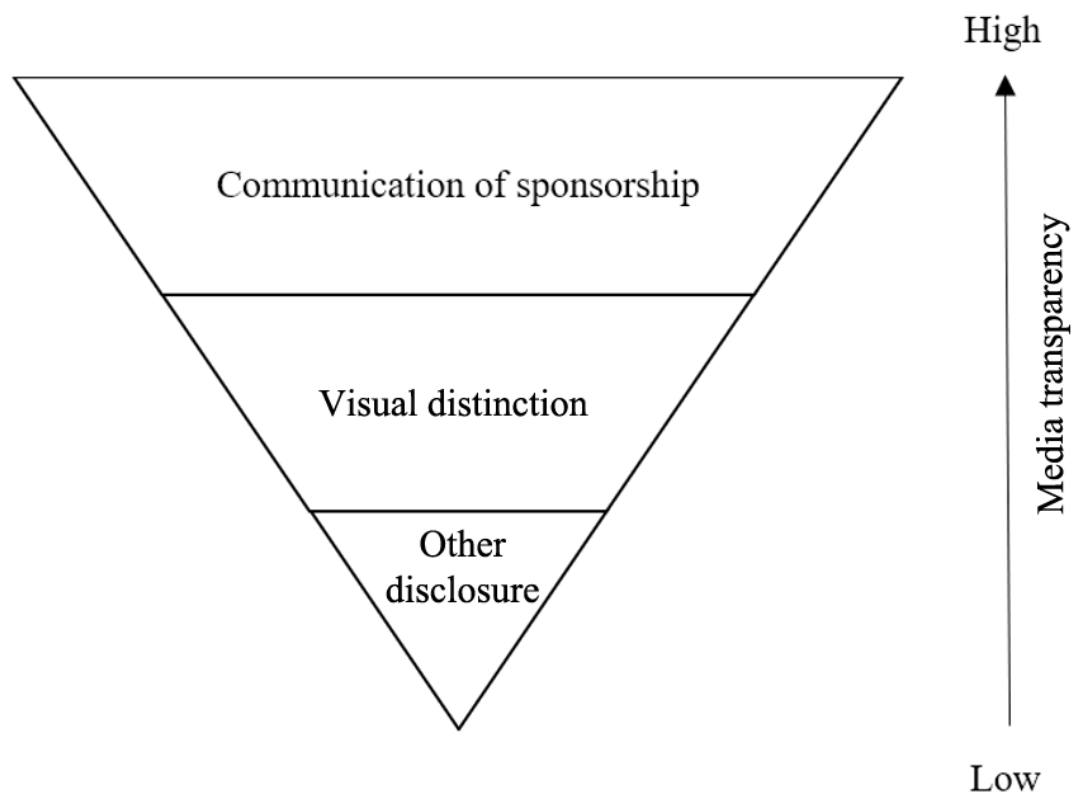 High
Communication of sponsorship
Visual distinction
Other
disclosure
Media transparency
Low